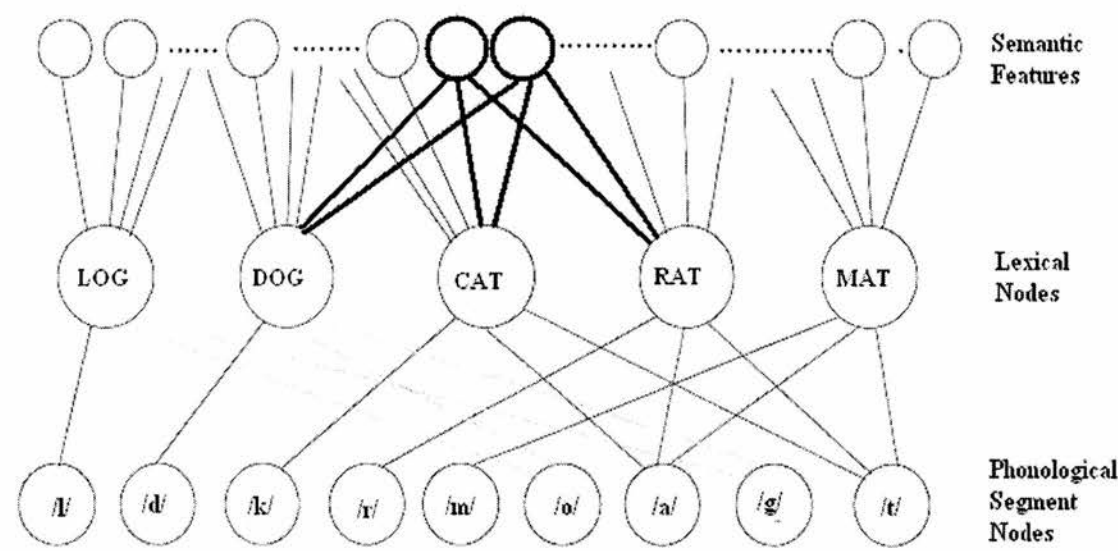 Semantic
Features
LOG DOG CAT RAT MAT
Lexical
Nodes
/l/ /d/ /k/ /r/ /m/ /o/ /a/ /g/ /t/
Phonological
Segment
Nodes